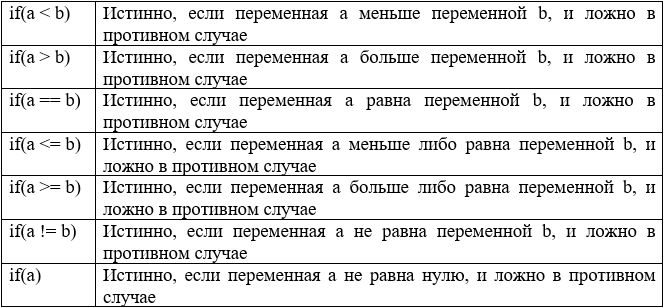 if(a < b) Истинно, если переменная a меньше переменной b, и ложно в
противном случае
if(a > b) Истинно, если переменная a больше переменной b, и ложно в
противном случае
if(a == b) Истинно, если переменная a равна переменной b, и ложно в
противном случае
if(a <= b) Истинно, если переменная a меньше либо равна переменной b, и
ложно в противном случае
if(a >= b) Истинно, если переменная a больше либо равна переменной b, и
ложно в противном случае
if(a != b) Истинно, если переменная a не равна переменной b, и ложно в
противном случае
if(a) Истинно, если переменная a не равна нулю, и ложно в противном
случае